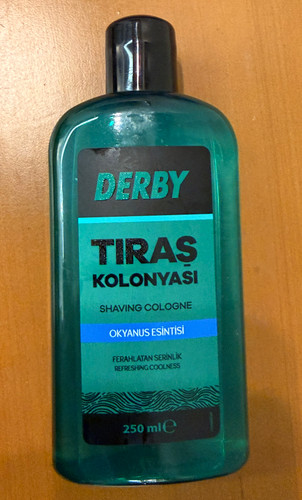 DERBY
TIRAŞ
KOLONYASI
SHAVING COLOGNE
OKYANUS ESİNTİSİ
FERAHLATAN SERİNLİK
REFRESHING COOLNESS
250 ml ℮